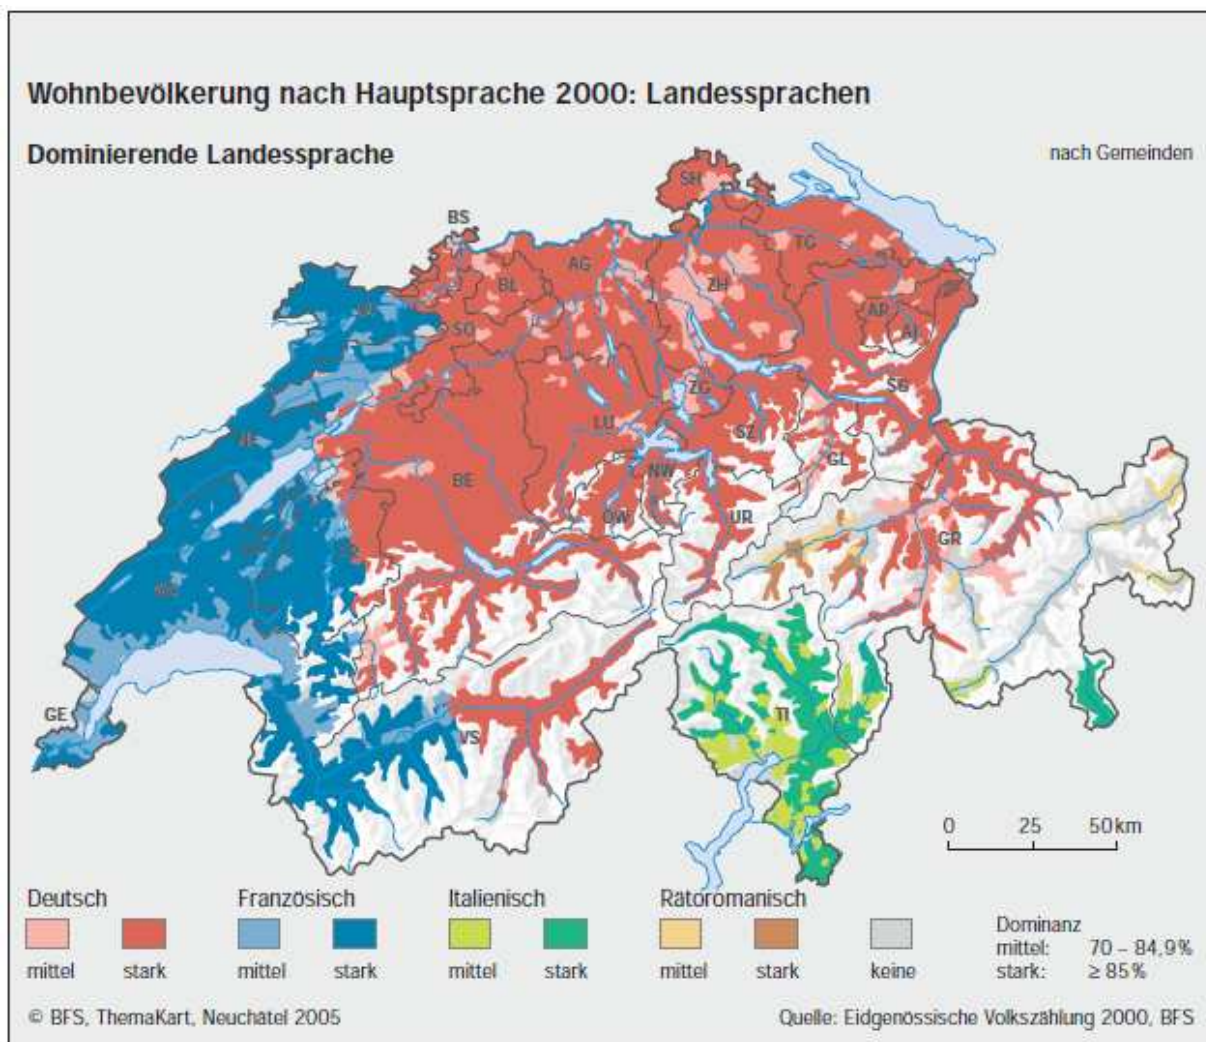 Wohnbevölkerung nach Hauptsprache 2000: Landessprachen
Dominierende Landessprache
nach Gemeinden
SH
BS
TG
AG
BL
ZH
JU
SO
AR
AI
ZG
SG
LU
SZ
NE
NW
GL
BE
OW
UR
GR
FR
VD
GE
TI
VS
0 25 50 km
Deutsch Französisch Italienisch Rätoromanisch
mittel stark mittel stark mittel stark mittel stark keine
Dominanz
mittel: 70 – 84,9%
stark: ≥ 85%
© BFS, ThemaKart, Neuchâtel 2005
Quelle: Eidgenössische Volkszählung 2000, BFS